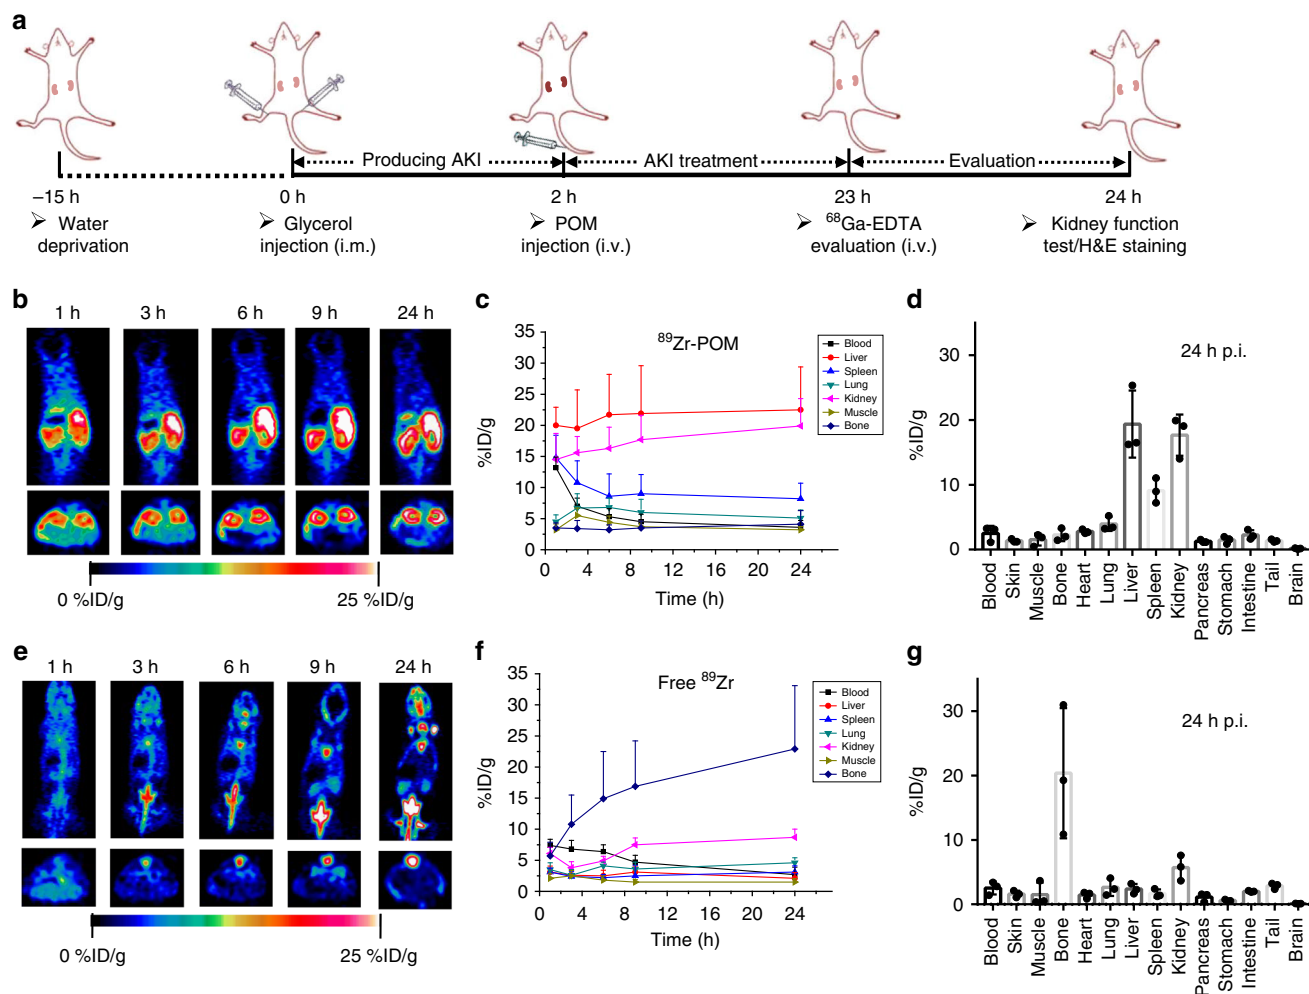 a
Producing AKI
AKI treatment
Evaluation
–15 h
0 h
2 h
23 h
24 h
Water
deprivation
Glycerol
injection (i.m.)
POM
injection (i.v.)
68Ga-EDTA
evaluation (i.v.)
Kidney function
test/H&E staining
b
1 h
3 h
6 h
9 h
24 h
0 %ID/g
25 %ID/g
c
89Zr-POM
Blood
Liver
Spleen
Lung
Kidney
Muscle
Bone
%ID/g
35
30
25
20
15
10
5
0
0 4 8 12 16 20 24
Time (h)
d
24 h p.i.
%ID/g
30
20
10
0
Blood
Skin
Muscle
Bone
Heart
Lung
Liver
Spleen
Kidney
Pancreas
Stomach
Intestine
Tail
Brain
e
1 h
3 h
6 h
9 h
24 h
0 %ID/g
25 %ID/g
f
Free 89Zr
Blood
Liver
Spleen
Lung
Kidney
Muscle
Bone
%ID/g
35
30
25
20
15
10
5
0
0 4 8 12 16 20 24
Time (h)
g
24 h p.i.
%ID/g
30
20
10
0
Blood
Skin
Muscle
Bone
Heart
Lung
Liver
Spleen
Kidney
Pancreas
Stomach
Intestine
Tail
Brain